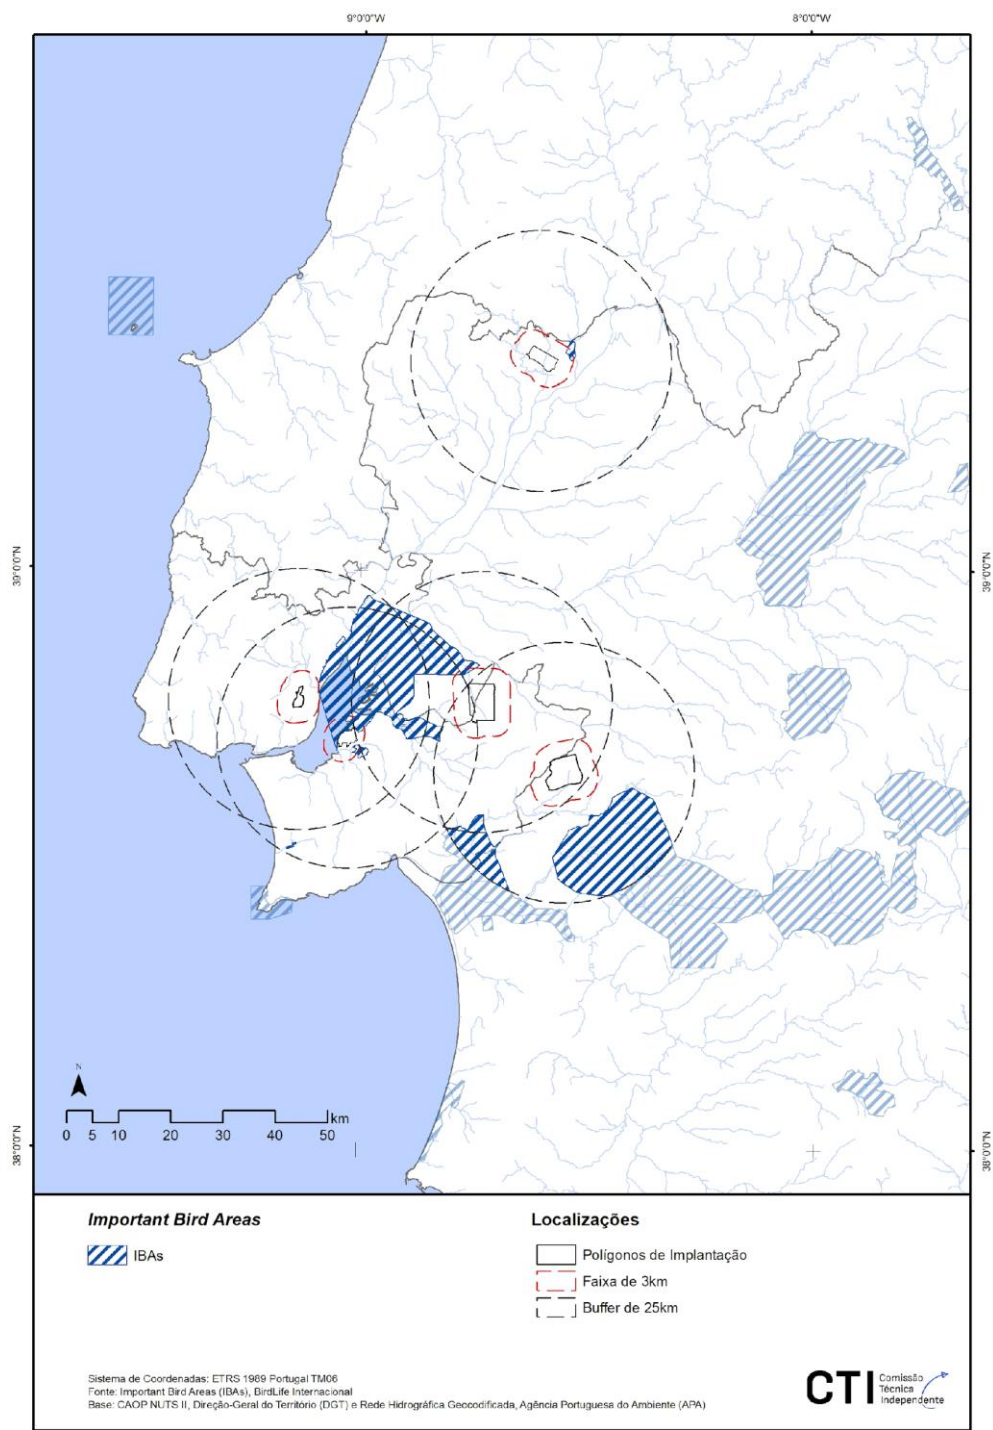 9°0'0"W
8°0'0"W
39°0'0"N
39°0'0"N
N
km
0 5 10 20 30 40 50
38°0'0"N
38°0'0"N
Important Bird Areas
IBAs
Localizações
Polígonos de Implantação
Faixa de 3km
Buffer de 25km
Sistema de Coordenadas: ETRS 1989 Portugal TM06
Fonte: Important Bird Areas (IBAs), BirdLife Internacional
Base: CAOP NUTS II, Direção-Geral do Território (DGT) e Rede Hidrográfica Geocodificada, Agência Portuguesa do Ambiente (APA)
CTI
Comissão
Técnica
Independente